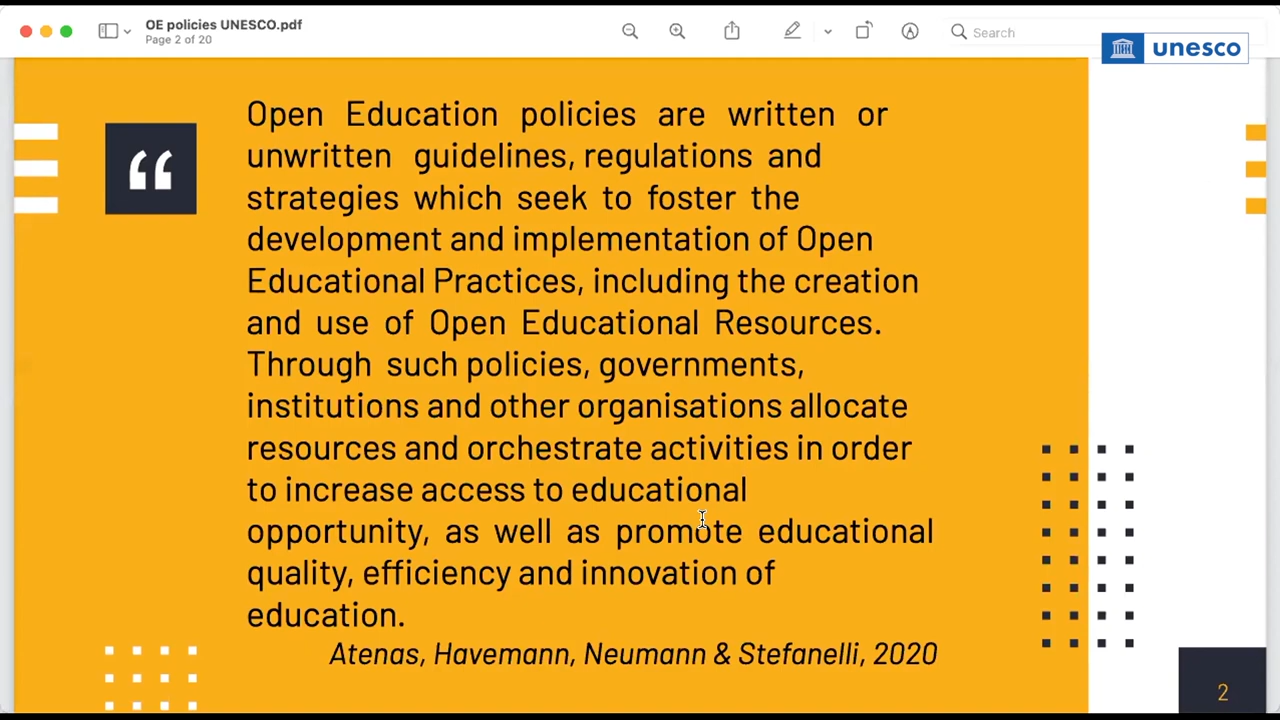 OE policies UNESCO.pdf
Page 2 of 20
Search
unesco
“
Open Education policies are written or
unwritten guidelines, regulations and
strategies which seek to foster the
development and implementation of Open
Educational Practices, including the creation
and use of Open Educational Resources.
Through such policies, governments,
institutions and other organisations allocate
resources and orchestrate activities in order
to increase access to educational
opportunity, as well as promote educational
quality, efficiency and innovation of
education.
Atenas, Havemann, Neumann & Stefanelli, 2020
2